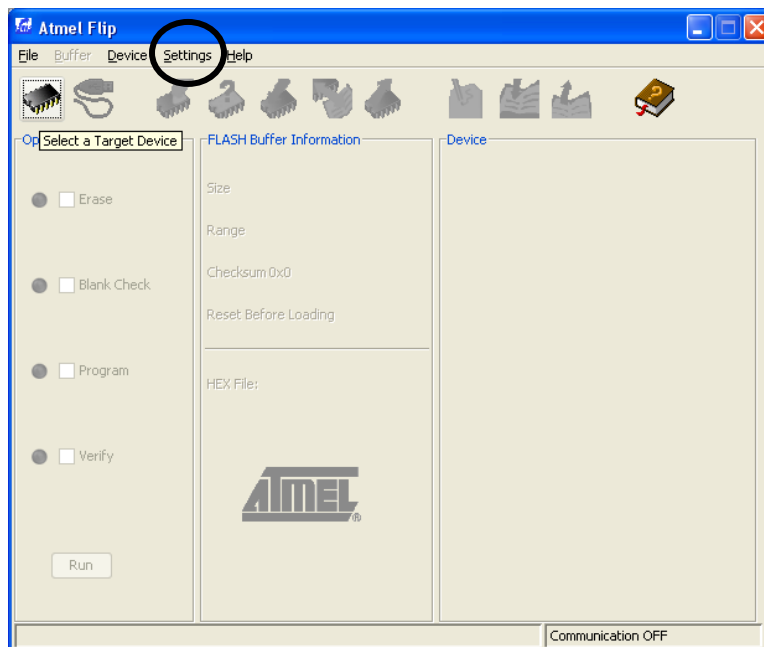 Atmel Flip
File Buffer Device Settings Help
Select a Target Device
Op
FLASH Buffer Information
Device
Erase
Size
Range
Blank Check
Checksum 0x0
Reset Before Loading
Program
HEX File:
Verify
ATMEL®
Run
Communication OFF